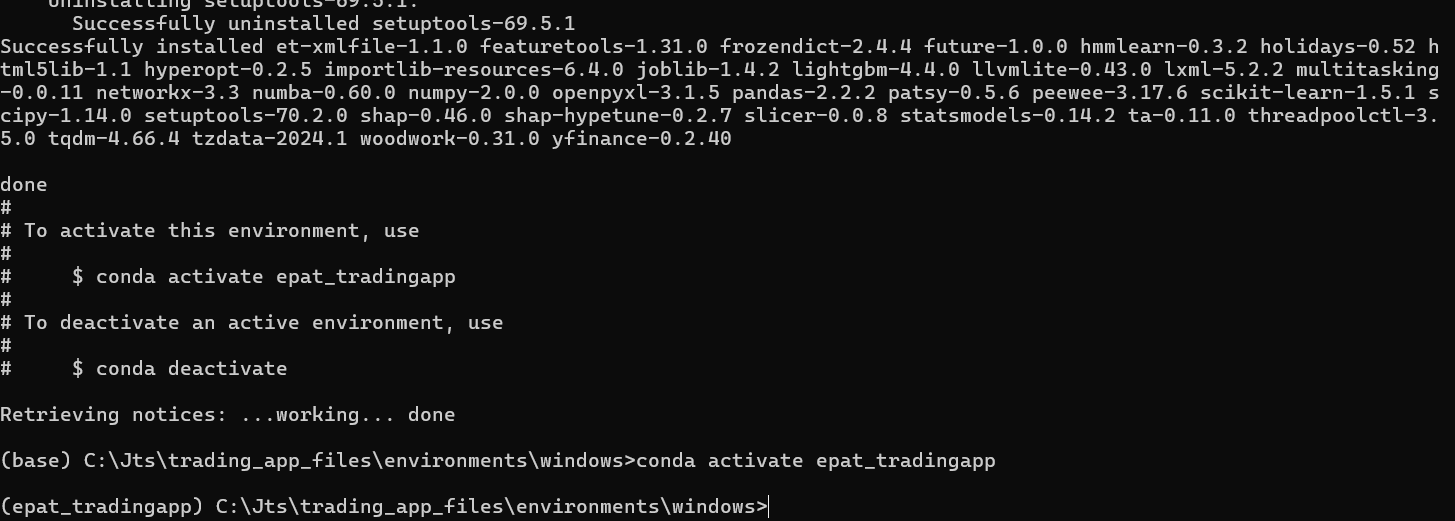 Uninstalling setuptools-69.5.1:
Successfully uninstalled setuptools-69.5.1
Successfully installed et-xmlfile-1.1.0 featuretools-1.31.0 frozendict-2.4.4 future-1.0.0 hmmlearn-0.3.2 holidays-0.52 h
tml5lib-1.1 hyperopt-0.2.5 importlib-resources-6.4.0 joblib-1.4.2 lightgbm-4.4.0 llvmlite-0.43.0 lxml-5.2.2 multitasking
-0.0.11 networkx-3.3 numba-0.60.0 numpy-2.0.0 openpyxl-3.1.5 pandas-2.2.2 patsy-0.5.6 peewee-3.17.6 scikit-learn-1.5.1 s
cipy-1.14.0 setuptools-70.2.0 shap-0.46.0 shap-hypetune-0.2.7 slicer-0.0.8 statsmodels-0.14.2 ta-0.11.0 threadpoolctl-3.
5.0 tqdm-4.66.4 tzdata-2024.1 woodwork-0.31.0 yfinance-0.2.40
done
#
# To activate this environment, use
#
#     $ conda activate epat_tradingapp
#
# To deactivate an active environment, use
#
#     $ conda deactivate
Retrieving notices: ...working... done
(base) C:\Jts\trading_app_files\environments\windows>conda activate epat_tradingapp
(epat_tradingapp) C:\Jts\trading_app_files\environments\windows>